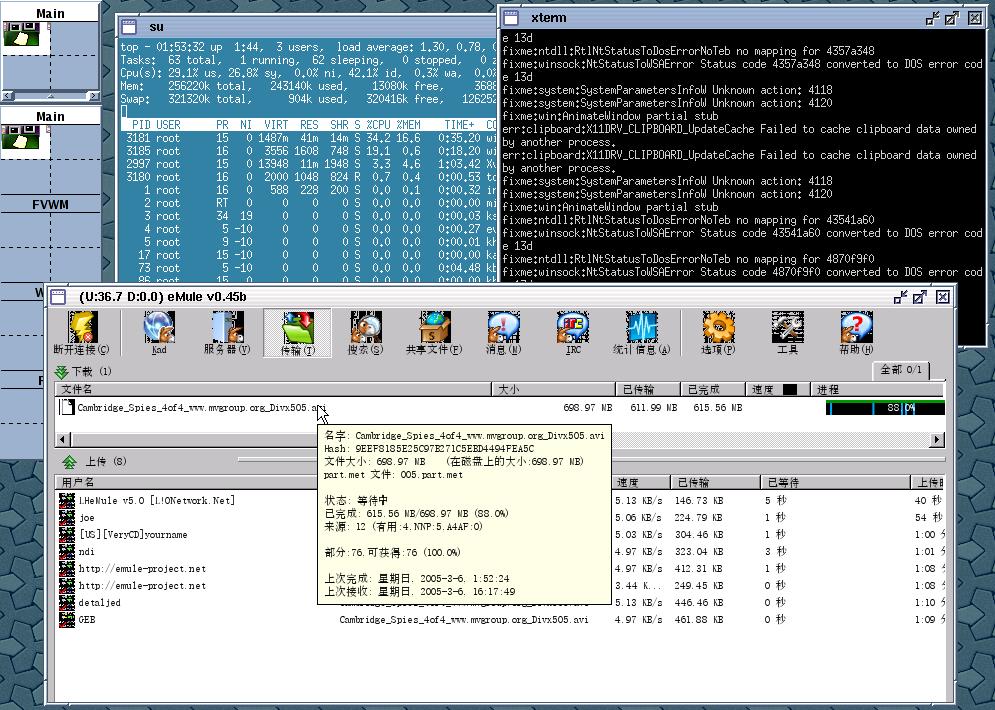 Main
Main
FVWM
su
top - 01:53:32 up  1:44,  3 users,  load average: 1.30, 0.78,
Tasks:  63 total,   1 running,  62 sleeping,   0 stopped,   0
Cpu(s): 29.1% us, 26.8% sy,  0.0% ni, 42.1% id,  0.3% wa,  0.0%
Mem:    256220k total,   243140k used,    13080k free,
Swap:   321320k total,      904k used,   320416k free,
PID USER      PR  NI  VIRT  RES  SHR S %CPU %MEM    TIME+  CO
3181 root      15   0 1487m  41m  14m S 34.2 16.6   0:35.20 wi
3185 root      16   0  3556 1608  748 S 19.1  0.6   0:18.20 wi
2997 root      15   0 13948  11m 1948 S  3.3  4.6   1:03.42 Xv
3180 root      16   0  2000 1048  824 R  0.7  0.4   0:00.53 to
1 root      16   0   588  228  200 S  0.0  0.1   0:00.32 in
2 root      RT   0     0    0    0 S  0.0  0.0   0:00.00 mi
3 root      34  19     0    0    0 S  0.0  0.0   0:00.03 ks
4 root       5 -10     0    0    0 S  0.0  0.0   0:00.27 ev
5 root       9 -10     0    0    0 S  0.0  0.0   0:00.01 kh
17 root      15 -10     0    0    0 S  0.0  0.0   0:00.00 ka
73 root       5 -10     0    0    0 S  0.0  0.0   0:04.48 kb
xterm
e 13d
fixme:ntdll:RtlNtStatusToDosErrorNoTeb no mapping for 4357a348
fixme:winsock:NtStatusToWSAError Status code 4357a348 converted to DOS error cod
e 13d
fixme:system:SystemParametersInfoW Unknown action: 4118
fixme:system:SystemParametersInfoW Unknown action: 4120
fixme:win:AnimateWindow partial stub
err:clipboard:X11DRV_CLIPBOARD_UpdateCache Failed to cache clipboard data owned
by another process.
err:clipboard:X11DRV_CLIPBOARD_UpdateCache Failed to cache clipboard data owned
by another process.
fixme:system:SystemParametersInfoW Unknown action: 4118
fixme:system:SystemParametersInfoW Unknown action: 4120
fixme:win:AnimateWindow partial stub
fixme:ntdll:RtlNtStatusToDosErrorNoTeb no mapping for 43541a60
fixme:winsock:NtStatusToWSAError Status code 43541a60 converted to DOS error cod
e 13d
fixme:ntdll:RtlNtStatusToDosErrorNoTeb no mapping for 4870f9f0
fixme:winsock:NtStatusToWSAError Status code 4870f9f0 converted to DOS error cod
(U:36.7 D:0.0) eMule v0.45b
断开连接(C) Kad 服务器(V) 传输(T) 搜索(S) 共享文件(F) 消息(M) IRC 统计信息(A) 选项(P) 工具 帮助(H)
下载 (1) 全部 0/1
文件名 大小 已传输 已完成 速度 进程
Cambridge_Spies_4of4_www.mvgroup.org_Divx505.avi 698.97 MB 611.99 MB 615.56 MB 88.0%
名字: Cambridge_Spies_4of4_www.mvgroup.org_Divx505.avi
Hash: 9EEF8185E25C97B271C5EBD4494FEA5C
文件大小: 698.97 MB (在磁盘上的大小:698.97 MB)
part.met 文件: 005.part.met
状态: 等待中
已完成: 615.56 MB/698.97 MB (88.0%)
来源: 12 (有用:4.NNP:5.A4AF:0)
部分:76.可获得:76 (100.0%)
上次完成: 星期日. 2005-3-6. 1:52:24
上次接收: 星期日. 2005-3-6. 16:17:49
上传 (8)
用户名 速度 已传输 已等待 上传时
LHeMule v5.0 [L!ONetwork.Net] 5.13 KB/s 146.73 KB 5 秒 40 秒
joe 5.06 KB/s 224.79 KB 1 秒 54 秒
[US][VeryCD]yourname 5.03 KB/s 304.46 KB 1 秒 1:00
ndi 4.97 KB/s 323.04 KB 3 秒 1:01
http://emule-project.net 4.97 KB/s 412.31 KB 1 秒 1:08
http://emule-project.net 3.44 K... 249.45 KB 0 秒 1:08
detaljed 5.13 KB/s 446.46 KB 0 秒 1:10
GEB Cambridge_Spies_4of4_www.mvgroup.org_Divx505.avi 4.97 KB/s 461.88 KB 0 秒 1:09